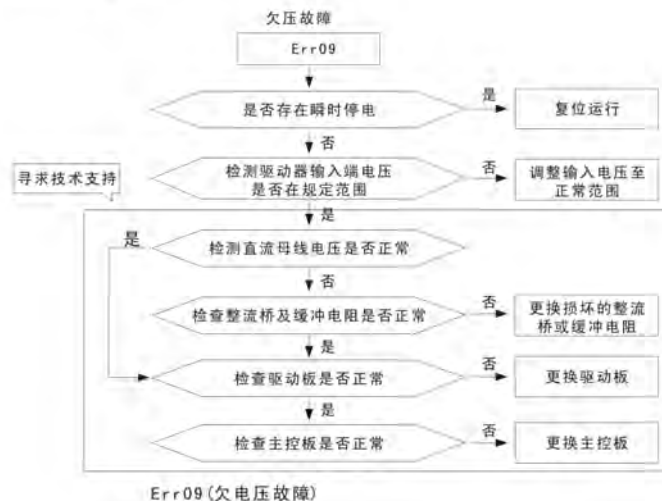 欠压故障
Err09
是否存在瞬时停电
是
复位运行
否
寻求技术支持
检测驱动器输入端电压
是否在规定范围
否
调整输入电压至
正常范围
是
是
检测直流母线电压是否正常
否
检查整流桥及缓冲电阻是否正常
否
更换损坏的整流
桥或缓冲电阻
是
检查驱动板是否正常
否
更换驱动板
是
检查主控板是否正常
否
更换主控板
Err09(欠电压故障)